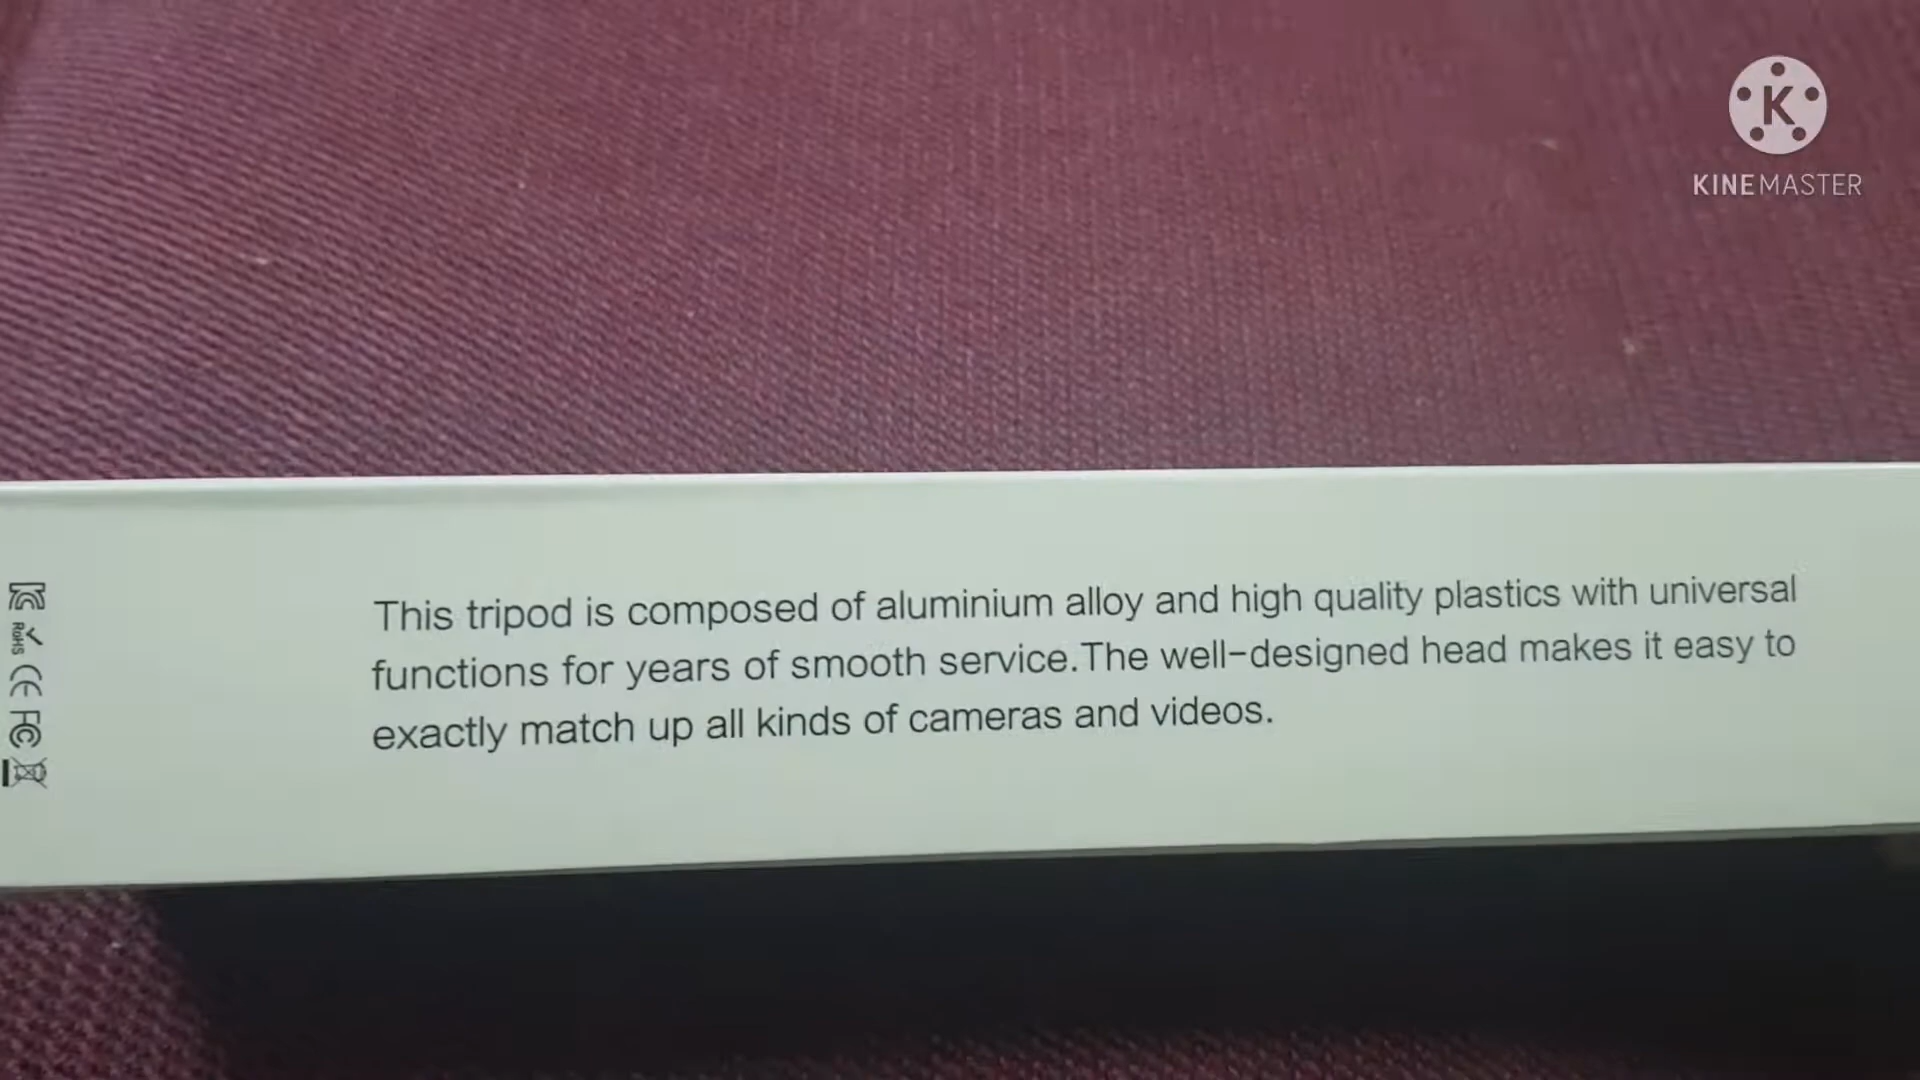 KINEMASTER
RoHS
CE
FC
This tripod is composed of aluminium alloy and high quality plastics with universal
functions for years of smooth service.The well-designed head makes it easy to
exactly match up all kinds of cameras and videos.